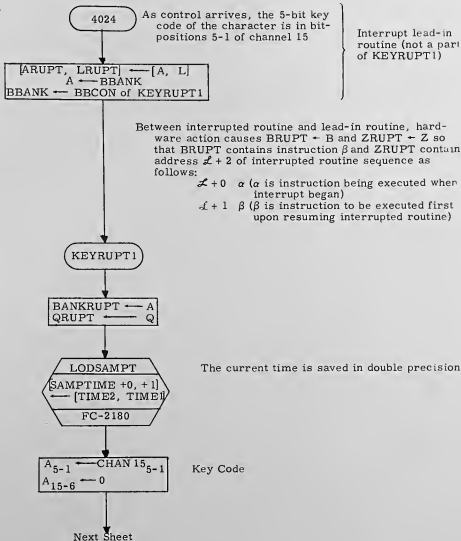 4024
As control arrives, the 5-bit key
code of the character is in bit-
positions 5-1 of channel 15
Interrupt lead-in
routine (not a part
of KEYRUPT1)
[ARUPT, LRUPT] ← [A, L]
A ← BBANK
BBANK ← BBCON of KEYRUPT1
Between interrupted routine and lead-in routine, hard-
ware action causes BRUPT ← B and ZRUPT ← Z so
that BRUPT contains instruction β and ZRUPT contain
address ℒ + 2 of interrupted routine sequence as
follows:
ℒ + 0 α (α is instruction being executed when
interrupt began)
ℒ + 1 β (β is instruction to be executed first
upon resuming interrupted routine)
KEYRUPT1
BANKRUPT ← A
QRUPT ← Q
LODSAMPT
[SAMPTIME +0, +1]
← [TIME2, TIME1]
FC-2180
The current time is saved in double precision
A5-1 ← CHAN 15 5-1
A15-6 ← 0
Key Code
Next Sheet